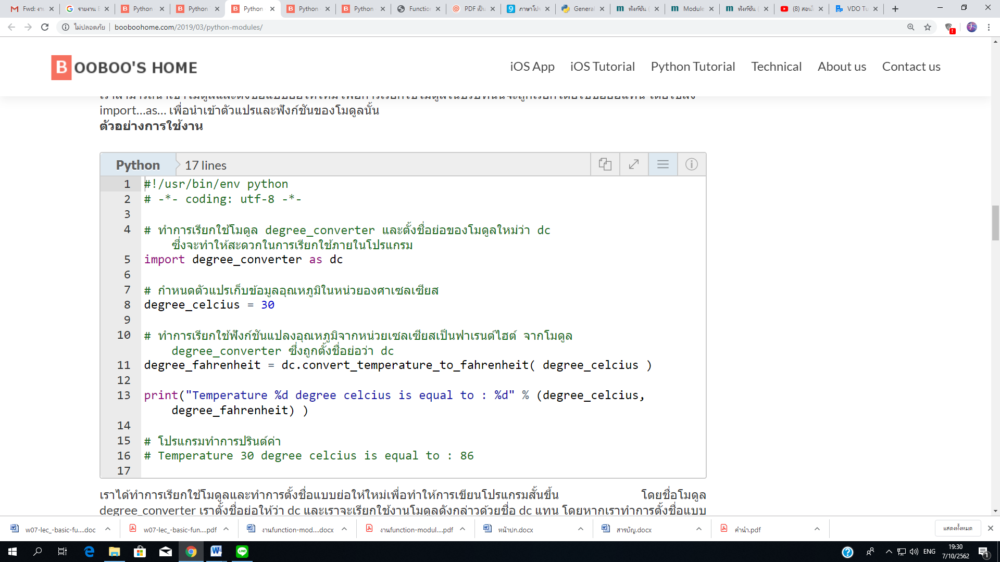 Fwd: งาน
รายงาน E
Python
Python
Python
Python
Python
Function
PDF เป็น
ภาษาโปร
General
ฟังก์ชัน (
Module
ฟังก์ชัน (
(8) สอนใ
VDO Tu
ไม่ปลอดภัย
booboohome.com/2019/03/python-modules/
BOOBOO'S HOME
iOS App
iOS Tutorial
Python Tutorial
Technical
About us
Contact us
import…as… เพื่อนำเข้าตัวแปรและฟังก์ชันของโมดูลนั้น
ตัวอย่างการใช้งาน
Python 17 lines
1 #!/usr/bin/env python
2 # -*- coding: utf-8 -*-
3
4 # ทำการเรียกใช้โมดูล degree_converter และตั้งชื่อย่อของโมดูลใหม่ว่า dc
ซึ่งจะทำให้สะดวกในการเรียกใช้ภายในโปรแกรม
5 import degree_converter as dc
6
7 # กำหนดตัวแปรเก็บข้อมูลอุณหภูมิในหน่วยองศาเซลเซียส
8 degree_celcius = 30
9
10 # ทำการเรียกใช้ฟังก์ชันแปลงอุณหภูมิจากหน่วยเซลเซียสเป็นฟาเรนต์ไฮต์ จากโมดูล
degree_converter ซึ่งถูกตั้งชื่อย่อว่า dc
11 degree_fahrenheit = dc.convert_temperature_to_fahrenheit( degree_celcius )
12
13 print("Temperature %d degree celcius is equal to : %d" % (degree_celcius,
degree_fahrenheit) )
14
15 # โปรแกรมทำการปรินต์ค่า
16 # Temperature 30 degree celcius is equal to : 86
17
เราได้ทำการเรียกใช้โมดูลและทำการตั้งชื่อแบบย่อให้ใหม่เพื่อทำให้การเขียนโปรแกรมสั้นขึ้น โดยชื่อโมดูล
degree_converter เราตั้งชื่อย่อให้ว่า dc และเราจะเรียกใช้งานโมดูลดังกล่าวด้วยชื่อ dc แทน โดยหากเราทำการตั้งชื่อแบบ
w07-lec_-basic-fu....doc
w07-lec_-basic-fun....pdf
งานfunction-mod....docx
งานfunction-modul....pdf
หน้าปก.docx
สารบัญ.docx
คำนำ.pdf
แสดงทั้งหมด
ENG
19:30
7/10/2562
1